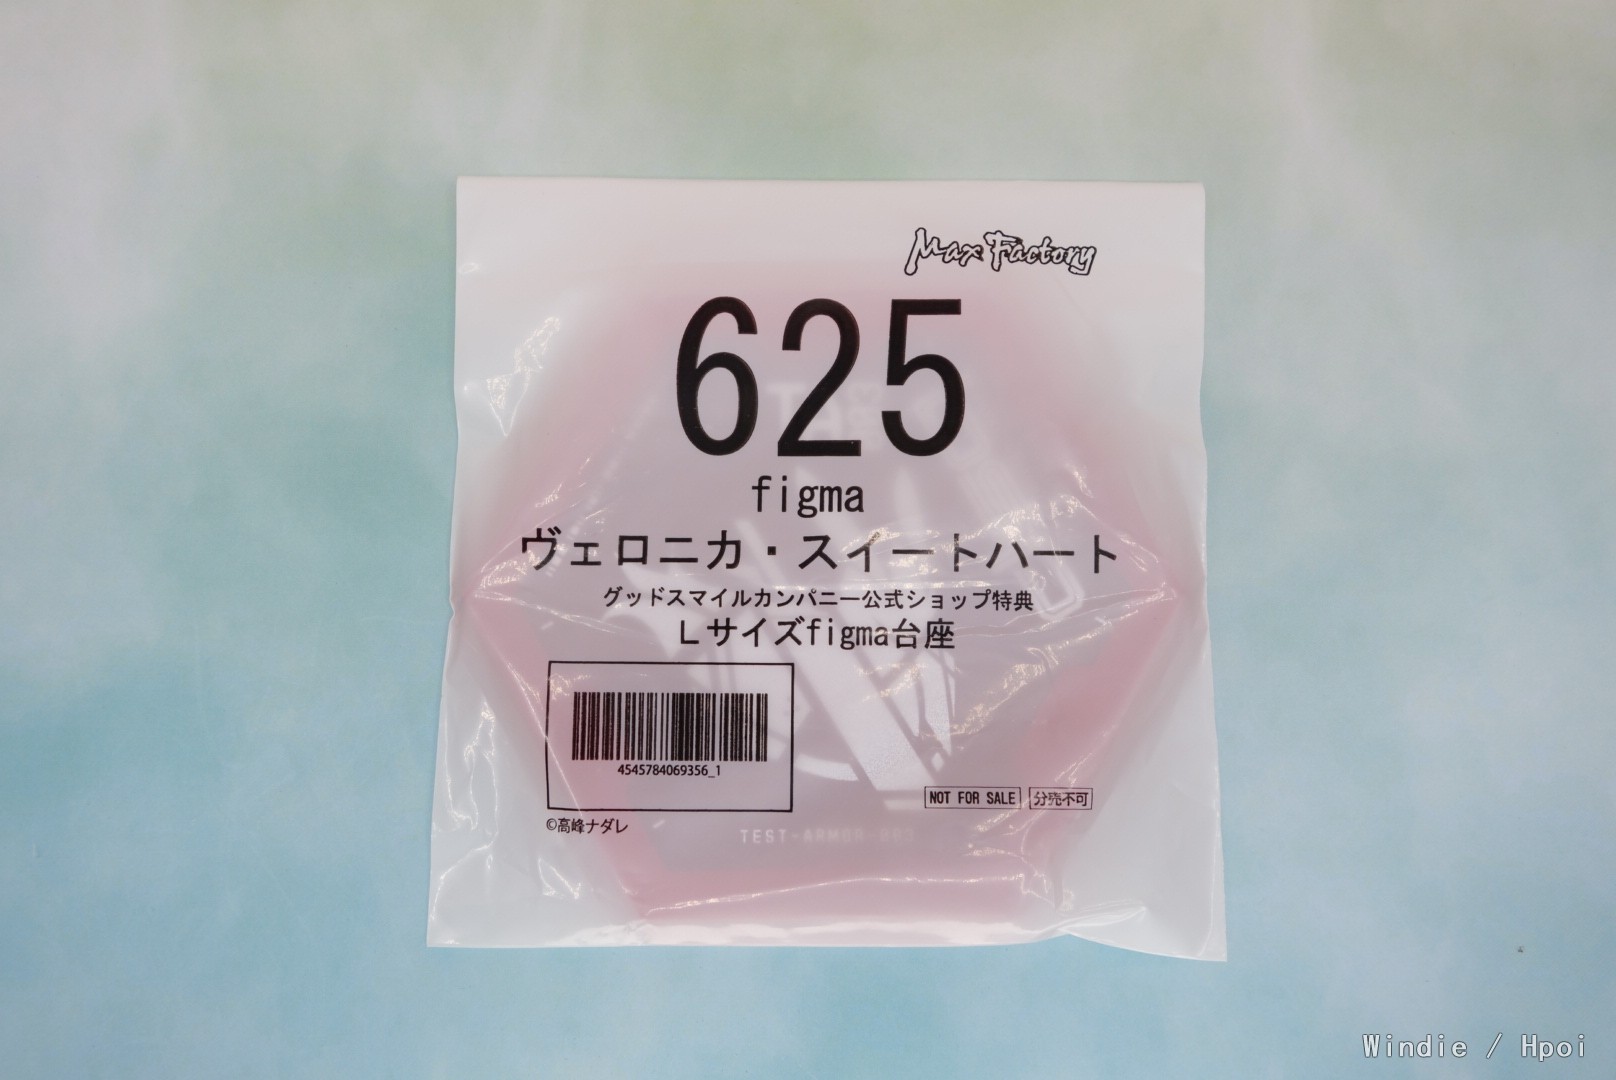 Max Factory
625
figma
ヴェロニカ・スイートハート
グッドスマイルカンパニー公式ショップ特典
Lサイズfigma台座
4545784069356_1
NOT FOR SALE 分売不可
©高峰ナダレ
Windie / Hpoi